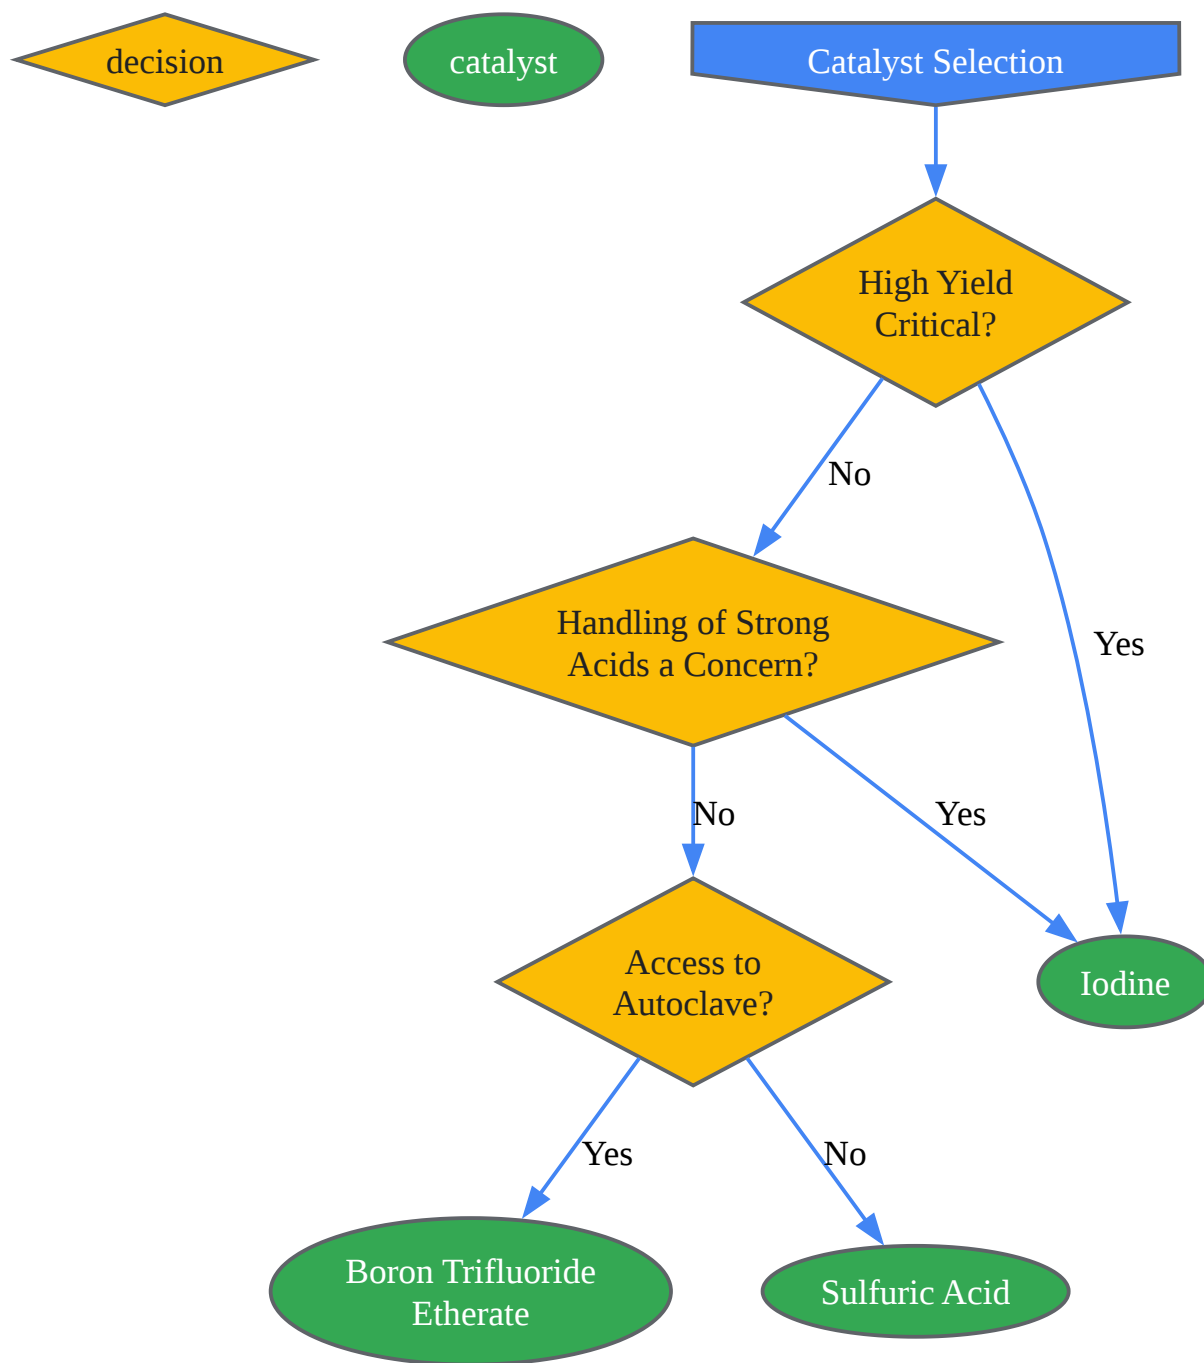 decision
catalyst
Catalyst Selection
High Yield
Critical?
No
Yes
Handling of Strong
Acids a Concern?
No
Yes
Access to
Autoclave?
Iodine
Yes
No
Boron Trifluoride
Etherate
Sulfuric Acid